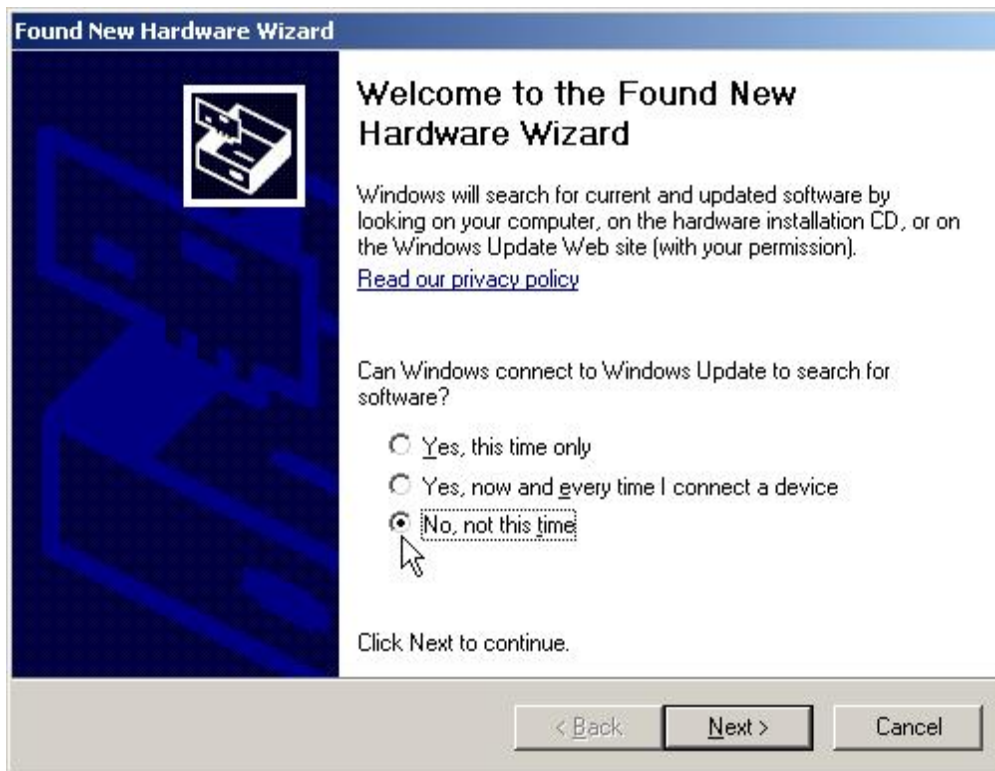 Found New Hardware Wizard
Welcome to the Found New
Hardware Wizard
Windows will search for current and updated software by
looking on your computer, on the hardware installation CD, or on
the Windows Update Web site (with your permission).
Read our privacy policy
Can Windows connect to Windows Update to search for
software?
Yes, this time only
Yes, now and every time I connect a device
No, not this time
Click Next to continue.
< Back
Next >
Cancel